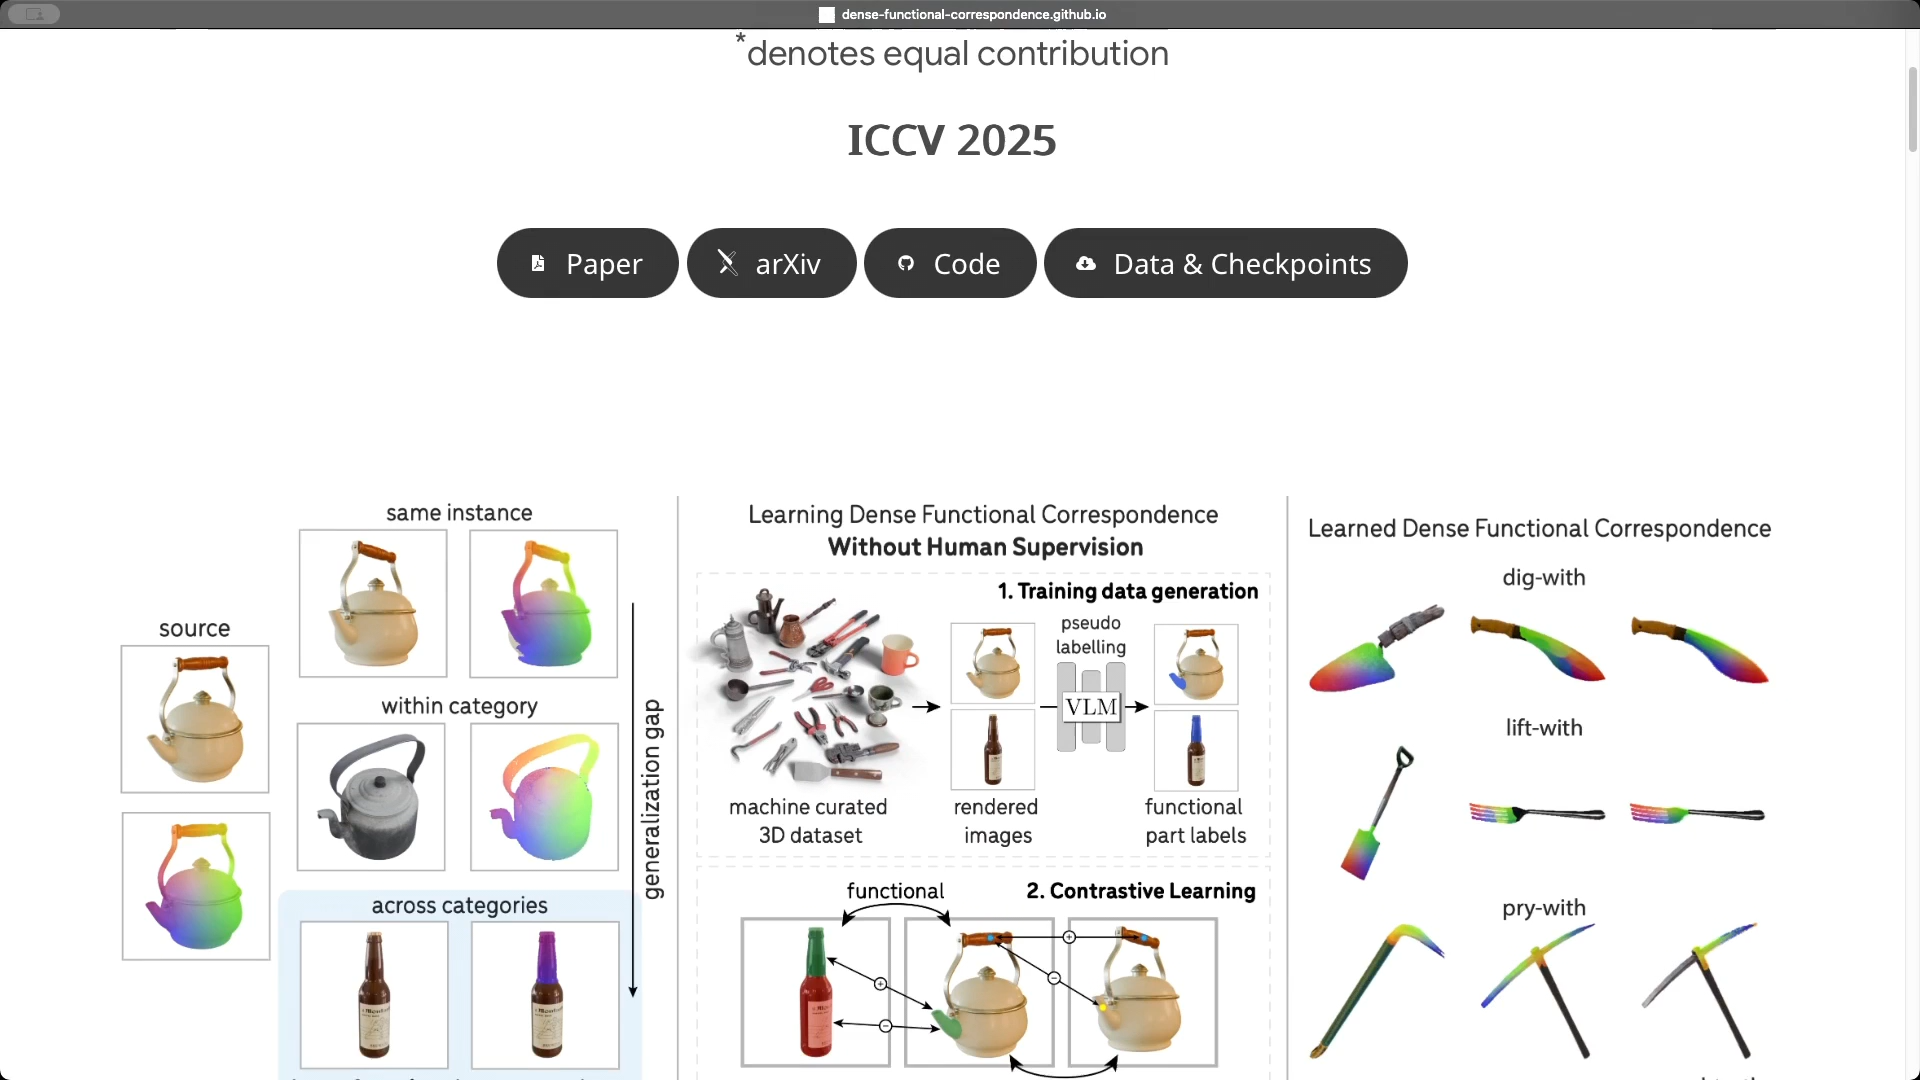 dense-functional-correspondence.github.io
*denotes equal contribution
ICCV 2025
Paper
arXiv
Code
Data & Checkpoints
same instance
source
within category
generalization gap
across categories
Learning Dense Functional Correspondence
Without Human Supervision
1. Training data generation
pseudo
labelling
VLM
machine curated
3D dataset
rendered
images
functional
part labels
functional
2. Contrastive Learning
Learned Dense Functional Correspondence
dig-with
lift-with
pry-with